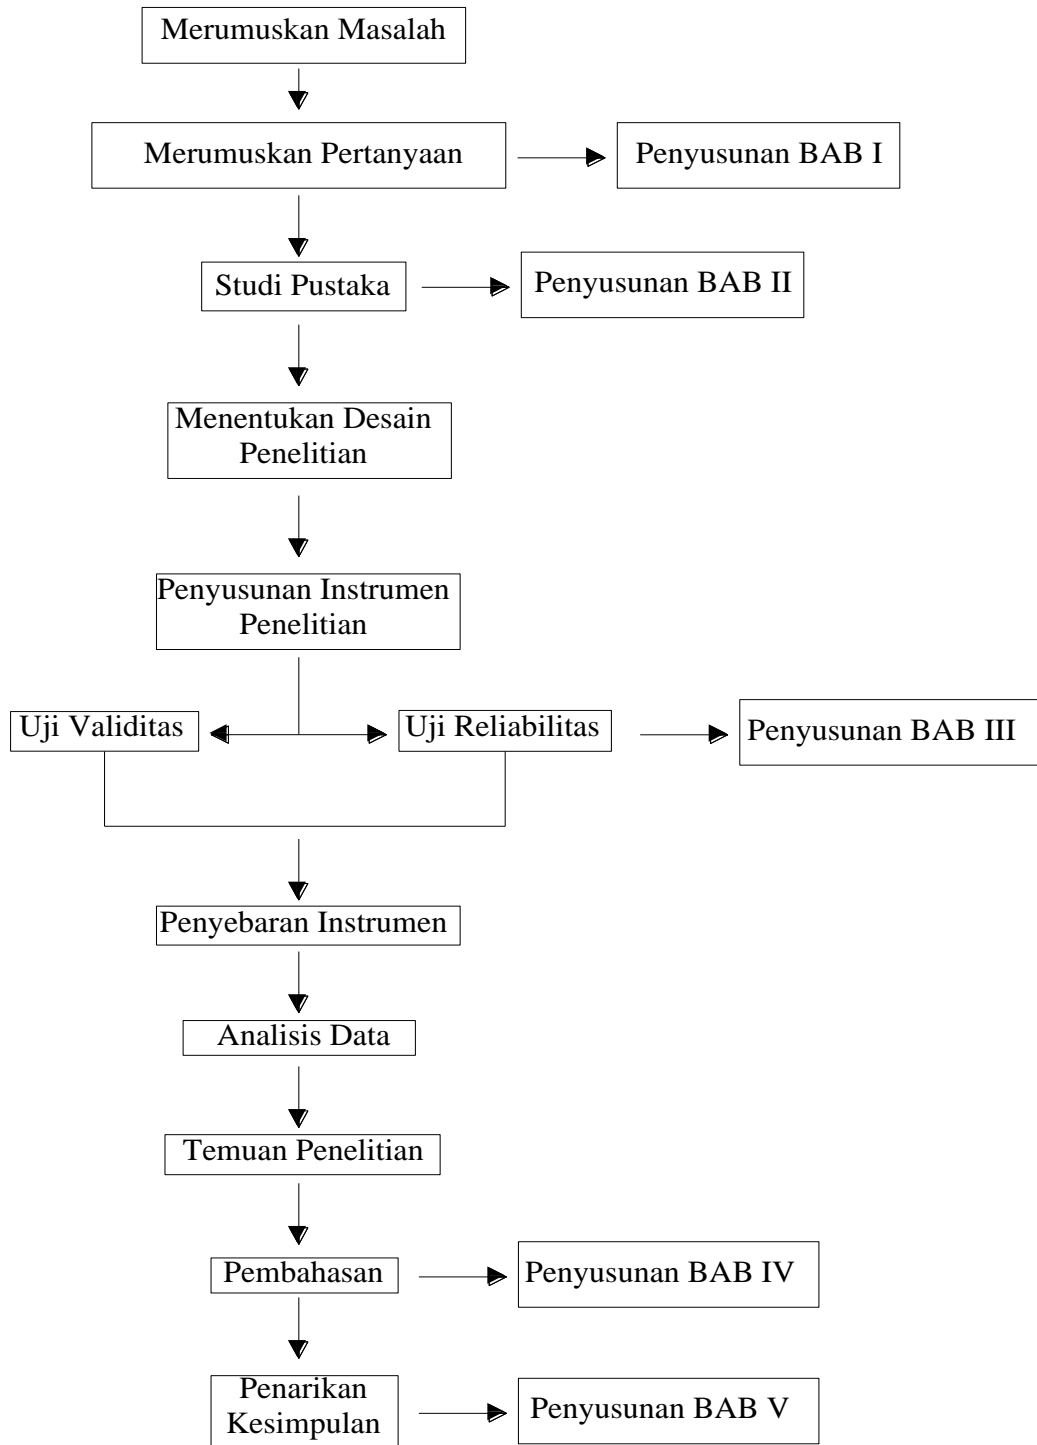 Merumuskan Masalah
Merumuskan Pertanyaan
Penyusunan BAB I
Studi Pustaka
Penyusunan BAB II
Menentukan Desain
Penelitian
Penyusunan Instrumen
Penelitian
Uji Validitas
Uji Reliabilitas
Penyusunan BAB III
Penyebaran Instrumen
Analisis Data
Temuan Penelitian
Pembahasan
Penyusunan BAB IV
Penarikan
Kesimpulan
Penyusunan BAB V